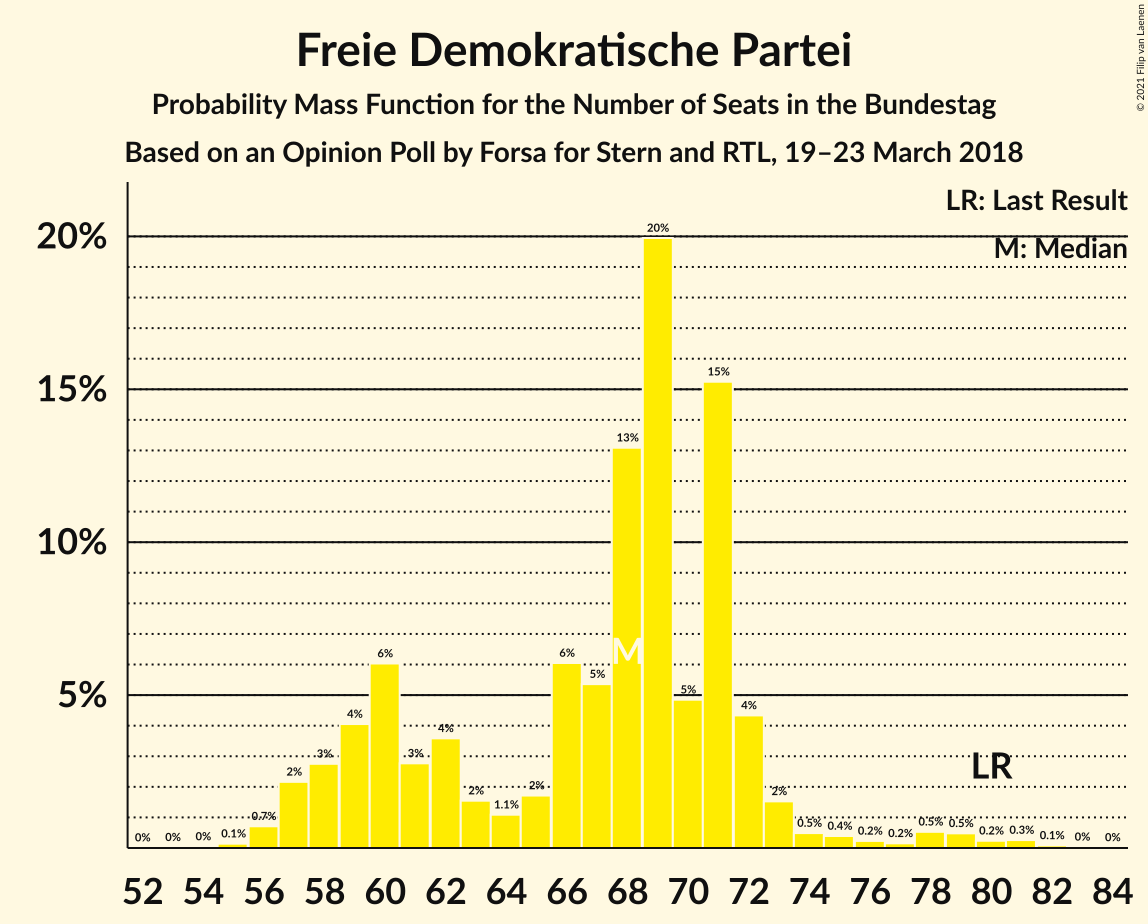 Freie Demokratische Partei
Probability Mass Function for the Number of Seats in the Bundestag
Based on an Opinion Poll by Forsa for Stern and RTL, 19–23 March 2018
© 2021 Filip van Laenen
LR: Last Result
M: Median
20%
15%
10%
5%
0% 0% 0% 0.1% 0.7% 2% 3% 4% 6% 3% 4% 2% 1.1% 2% 6% 5% 13% 20% 5% 15% 4% 2% 0.5% 0.4% 0.2% 0.2% 0.5% 0.5% 0.2% 0.3% 0.1% 0% 0%
M
LR
52 54 56 58 60 62 64 66 68 70 72 74 76 78 80 82 84